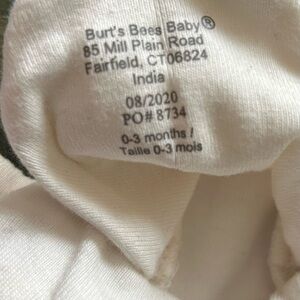 Burt's Bees Baby®
85 Mill Plain Road
Fairfield, CT06824
India
08/2020
PO# 8734
0-3 months /
Taille 0-3 mois